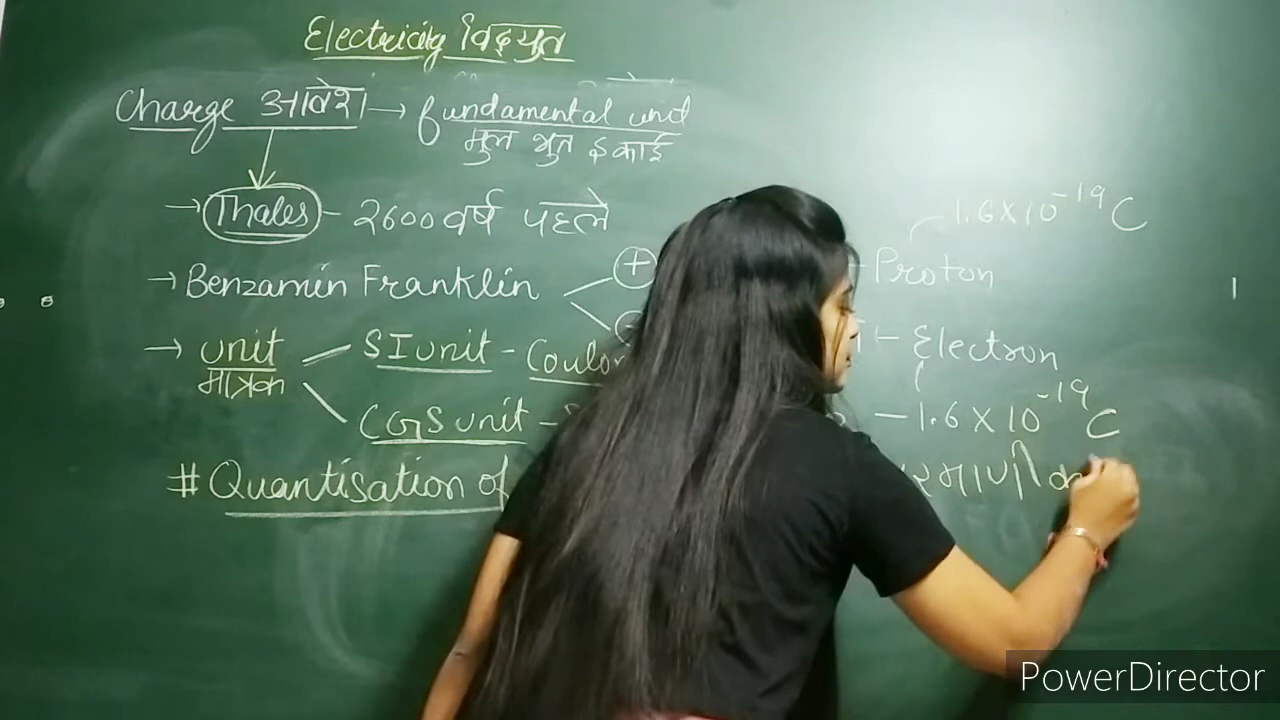 Electricity विद्युत
Charge आवेश → fundamental unit
मुल भुत इकाई
→ Thales - 2600 वर्ष पहले
1.6 X 10⁻¹⁹ C
→ Benzamin Franklin + - Proton
- Electron
→ unit SI unit - Coulo
मात्रक
CGS unit - - 1.6 X 10⁻¹⁹ C
# Quantisation of
PowerDirector